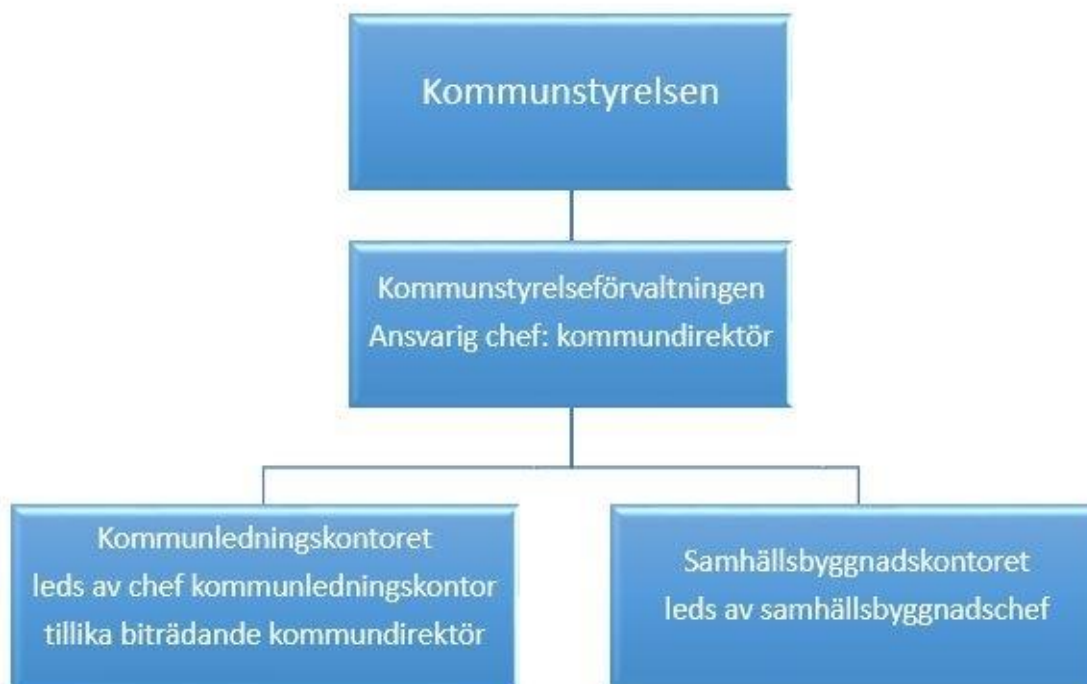 Kommunstyrelsen
Kommunstyrelseförvaltningen
Ansvarig chef: kommundirektör
Kommunledningskontoret
leds av chef kommunledningskontor
tillika biträdande kommundirektör
Samhällsbyggnadskontoret
leds av samhällsbyggnadschef